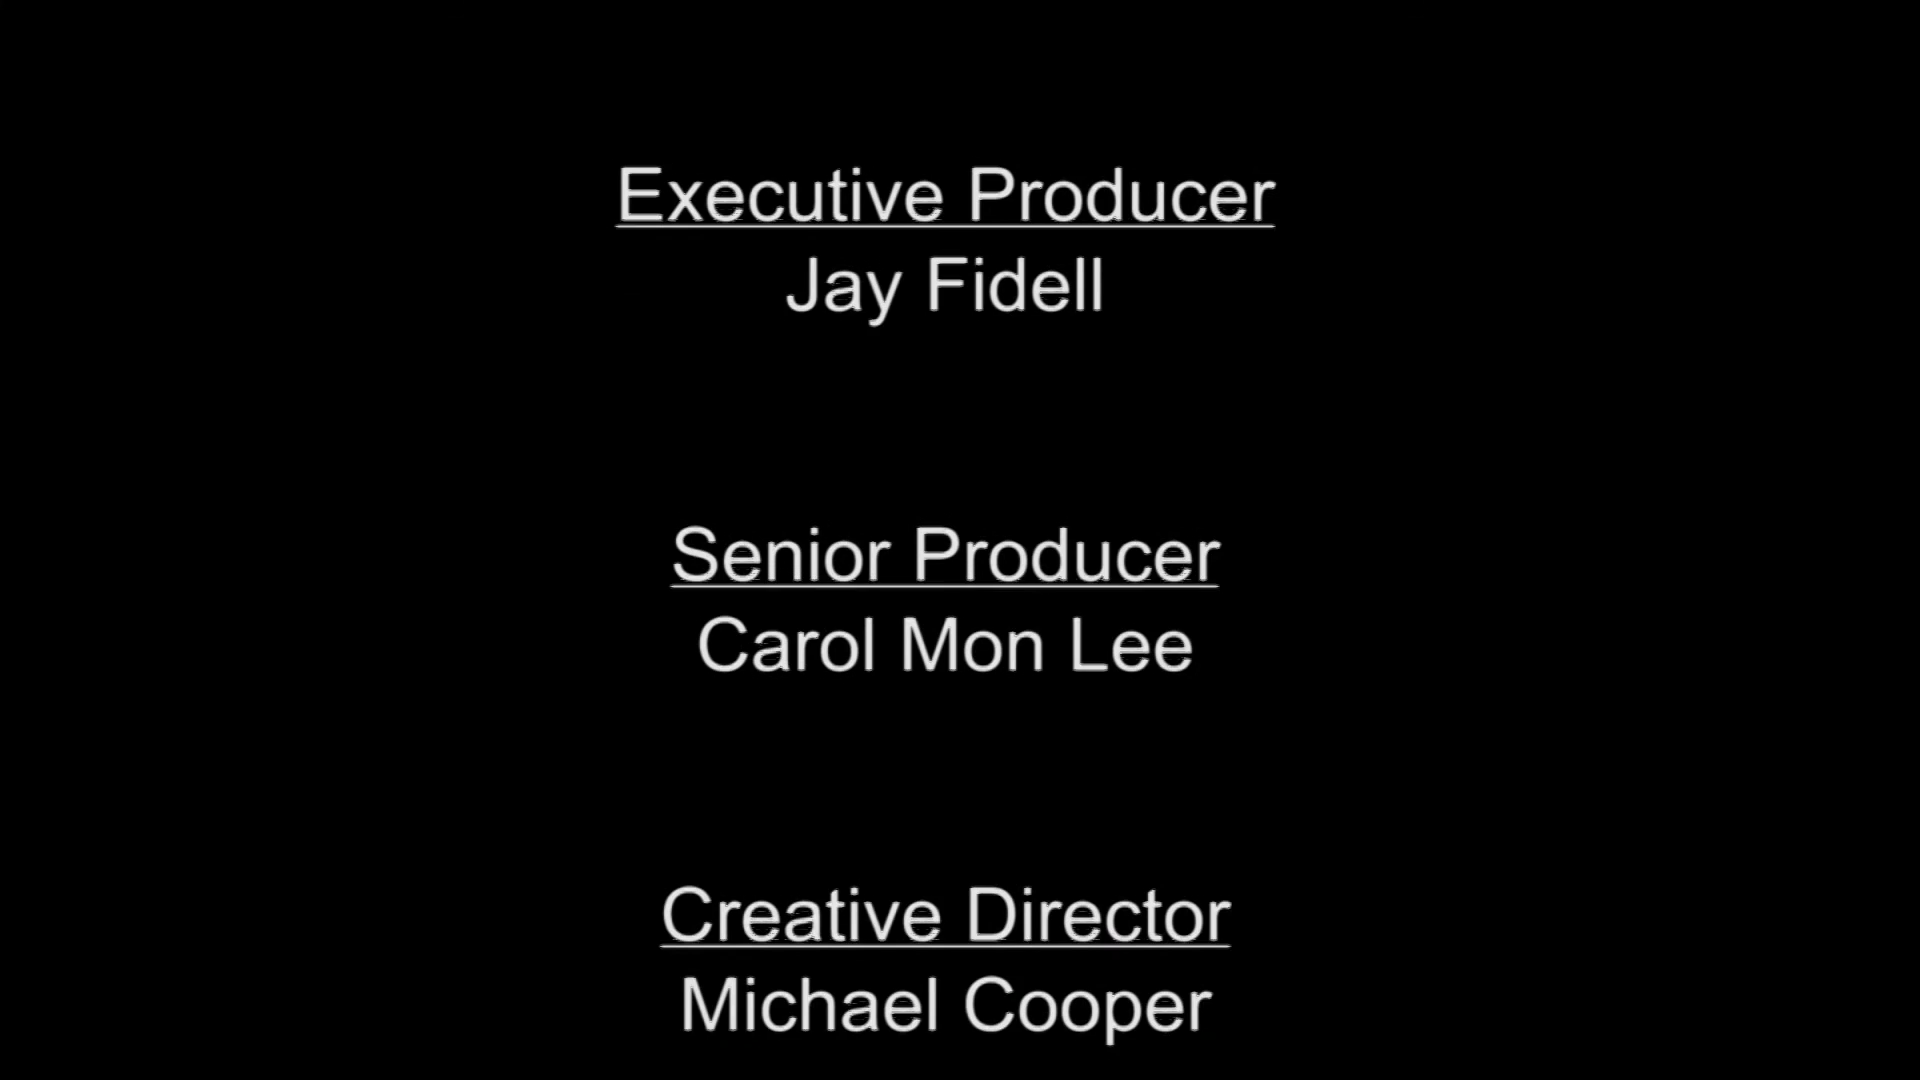 Executive Producer
Jay Fidell
Senior Producer
Carol Mon Lee
Creative Director
Michael Cooper